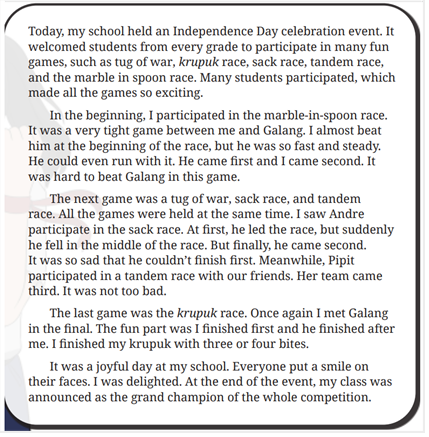 Today, my school held an Independence Day celebration event. It
welcomed students from every grade to participate in many fun
games, such as tug of war, krupuk race, sack race, tandem race,
and the marble in spoon race. Many students participated, which
made all the games so exciting.
In the beginning, I participated in the marble-in-spoon race.
It was a very tight game between me and Galang. I almost beat
him at the beginning of the race, but he was so fast and steady.
He could even run with it. He came first and I came second. It
was hard to beat Galang in this game.
The next game was a tug of war, sack race, and tandem
race. All the games were held at the same time. I saw Andre
participate in the sack race. At first, he led the race, but suddenly
he fell in the middle of the race. But finally, he came second.
It was so sad that he couldn’t finish first. Meanwhile, Pipit
participated in a tandem race with our friends. Her team came
third. It was not too bad.
The last game was the krupuk race. Once again I met Galang
in the final. The fun part was I finished first and he finished after
me. I finished my krupuk with three or four bites.
It was a joyful day at my school. Everyone put a smile on
their faces. I was delighted. At the end of the event, my class was
announced as the grand champion of the whole competition.